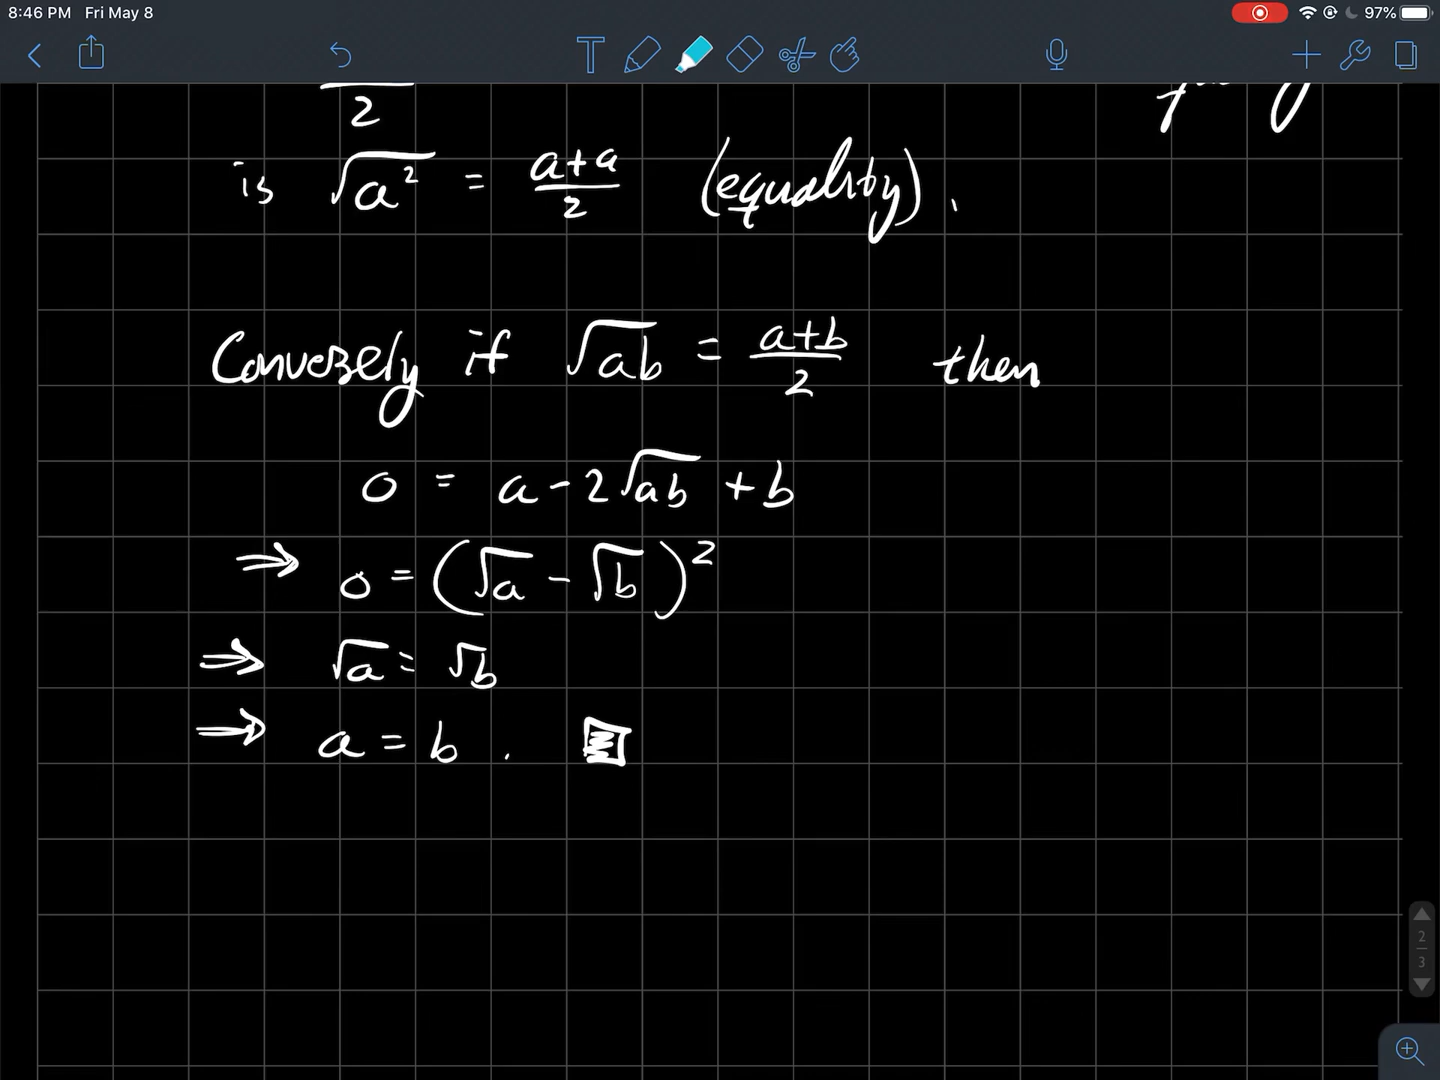 8:46 PM Fri May 8 97%
2
is √a² = a+a/2 (equality).
Conversely if √ab = a+b/2 then
0 = a - 2√ab + b
⇒ 0 = (√a - √b)²
⇒ √a = √b
⇒ a = b .
2
3